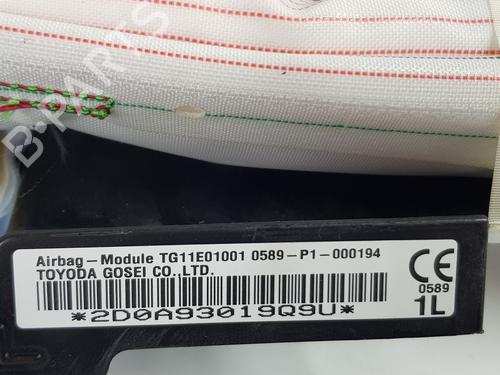 B-PARTS
Airbag-Module TG11E01001 0589-P1-000194
TOYODA GOSEI CO.,LTD.
*2D0A93019Q9U*
CE
0589
1L